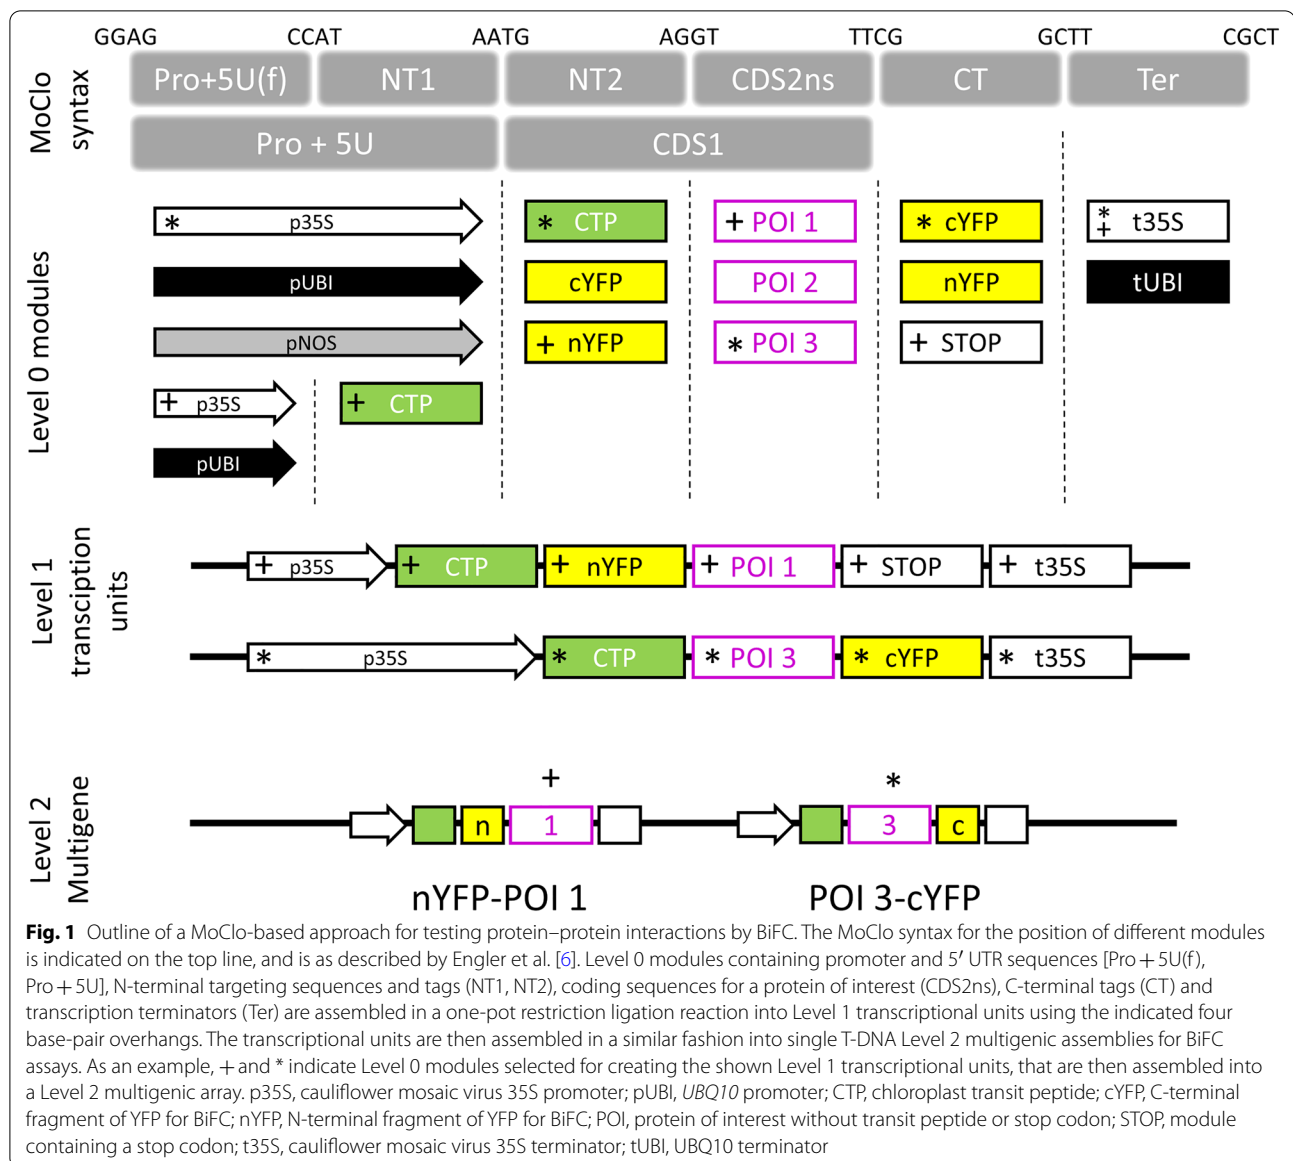 GGAG CCAT AATG AGGT TTCG GCTT CGCT
MoClo syntax
Pro+5U(f) NT1 NT2 CDS2ns CT Ter
Pro + 5U CDS1
Level 0 modules
* p35S * CTP + POI 1 * cYFP * + t35S
pUBI cYFP POI 2 nYFP tUBI
pNOS + nYFP * POI 3 + STOP
+ p35S + CTP
pUBI
Level 1 transciption units
+ p35S + CTP + nYFP + POI 1 + STOP + t35S
* p35S * CTP * POI 3 * cYFP * t35S
Level 2 Multigene
+ *
n 1 3 c
nYFP-POI 1 POI 3-cYFP
Fig. 1 Outline of a MoClo-based approach for testing protein–protein interactions by BiFC. The MoClo syntax for the position of different modules
is indicated on the top line, and is as described by Engler et al. [6]. Level 0 modules containing promoter and 5′ UTR sequences [Pro + 5U(f),
Pro + 5U], N-terminal targeting sequences and tags (NT1, NT2), coding sequences for a protein of interest (CDS2ns), C-terminal tags (CT) and
transcription terminators (Ter) are assembled in a one-pot restriction ligation reaction into Level 1 transcriptional units using the indicated four
base-pair overhangs. The transcriptional units are then assembled in a similar fashion into single T-DNA Level 2 multigenic assemblies for BiFC
assays. As an example, + and * indicate Level 0 modules selected for creating the shown Level 1 transcriptional units, that are then assembled into
a Level 2 multigenic array. p35S, cauliflower mosaic virus 35S promoter; pUBI, UBQ10 promoter; CTP, chloroplast transit peptide; cYFP, C-terminal
fragment of YFP for BiFC; nYFP, N-terminal fragment of YFP for BiFC; POI, protein of interest without transit peptide or stop codon; STOP, module
containing a stop codon; t35S, cauliflower mosaic virus 35S terminator; tUBI, UBQ10 terminator